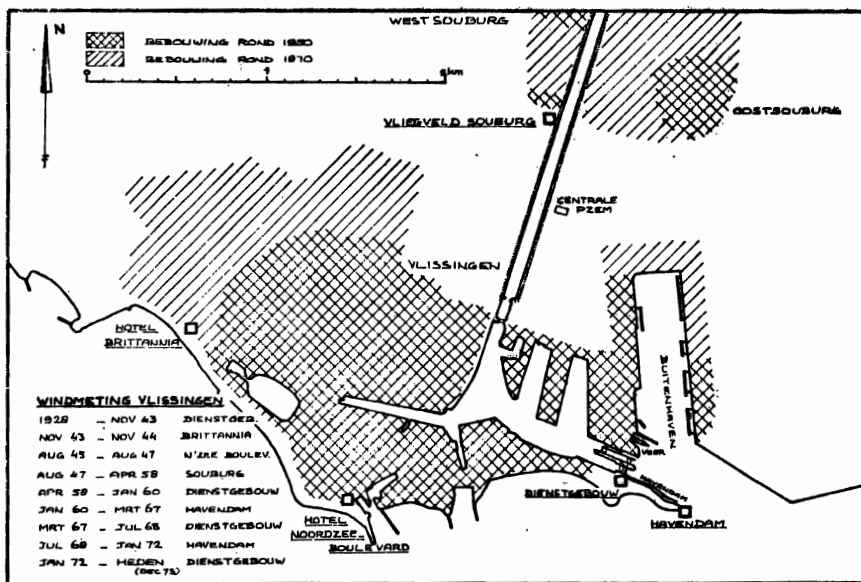 WEST SOUBURG
N
BEBOUWING ROND 1950
BEBOUWING ROND 1970
0 1 2km
VLIEGVELD SOUBURG
OOSTSOUBURG
CENTRALE
PZEM
VLISSINGEN
HOTEL
BRITTANNIA
BUITENHAVEN
WINDMETING VLISSINGEN
1928 - NOV 43 DIENSTGEB.
NOV 43 - NOV 44 BRITTANNIA
AUG 45 - AUG 47 N'ZEE BOULEV.
AUG 47 - APR 58 SOUBURG
APR 58 - JAN 60 DIENSTGEBOUW
JAN 60 - MRT 67 HAVENDAM
MRT 67 - JUL 68 DIENSTGEBOUW
JUL 68 - JAN 72 HAVENDAM
JAN 72 - HEDEN DIENSTGEBOUW
(DEC 73)
VEER
HAVENDAM
DIENSTGEBOUW
HAVENDAM
HOTEL
NOORDZEE-
BOULEVARD